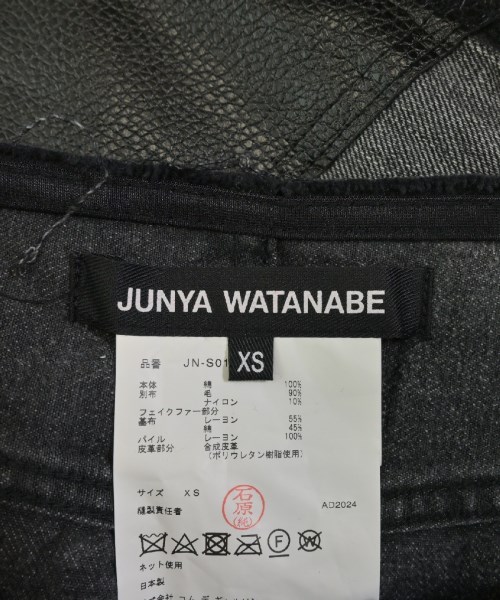 JUNYA WATANABE
XS
品番 JN-S01
本体 綿 100%
別布 毛 90%
ナイロン 10%
フェイクファー部分
基布 レーヨン 55%
綿 45%
パイル レーヨン 100%
皮革部分 合成皮革
(ポリウレタン樹脂使用)
サイズ XS
縫製責任者 石原 AD2024
ネット使用
日本製